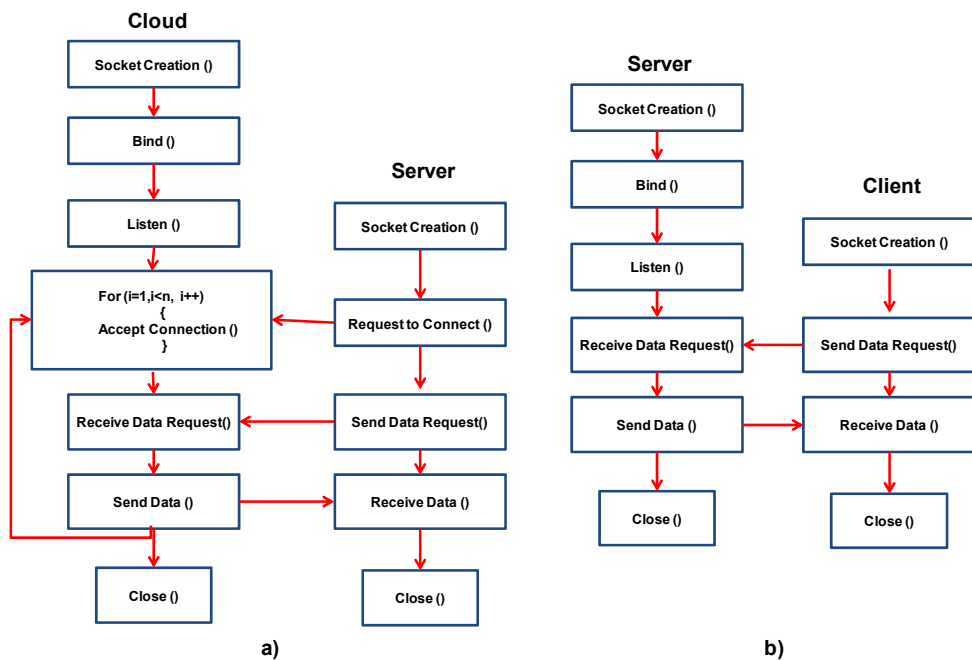 Cloud
Socket Creation ()
Bind ()
Listen ()
For (i=1,i<n, i++)
{
Accept Connection ()
}
Receive Data Request()
Send Data ()
Close ()
Server
Socket Creation ()
Request to Connect ()
Send Data Request()
Receive Data ()
Close ()
a)
Server
Socket Creation ()
Bind ()
Listen ()
Receive Data Request()
Send Data ()
Close ()
Client
Socket Creation ()
Send Data Request()
Receive Data ()
Close ()
b)